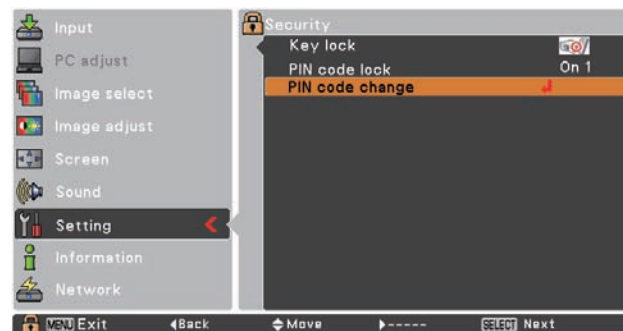 Input
PC adjust
Image select
Image adjust
Screen
Sound
Setting
Information
Network
Security
Key lock
PIN code lock On 1
PIN code change
MENU Exit Back Move ----- SELECT Next